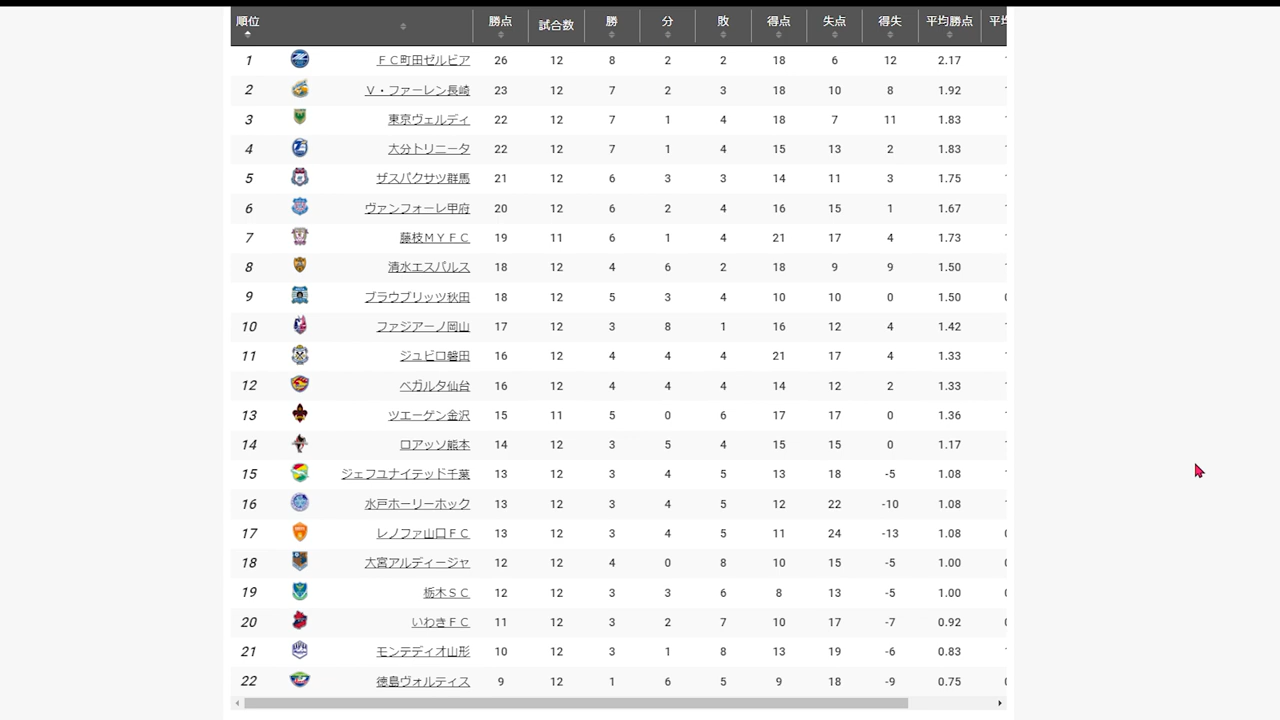 順位 勝点 試合数 勝 分 敗 得点 失点 得失 平均勝点
1 ＦＣ町田ゼルビア 26 12 8 2 2 18 6 12 2.17
2 Ｖ・ファーレン長崎 23 12 7 2 3 18 10 8 1.92
3 東京ヴェルディ 22 12 7 1 4 18 7 11 1.83
4 大分トリニータ 22 12 7 1 4 15 13 2 1.83
5 ザスパクサツ群馬 21 12 6 3 3 14 11 3 1.75
6 ヴァンフォーレ甲府 20 12 6 2 4 16 15 1 1.67
7 藤枝ＭＹＦＣ 19 11 6 1 4 21 17 4 1.73
8 清水エスパルス 18 12 4 6 2 18 9 9 1.50
9 ブラウブリッツ秋田 18 12 5 3 4 10 10 0 1.50
10 ファジアーノ岡山 17 12 3 8 1 16 12 4 1.42
11 ジュビロ磐田 16 12 4 4 4 21 17 4 1.33
12 ベガルタ仙台 16 12 4 4 4 14 12 2 1.33
13 ツエーゲン金沢 15 11 5 0 6 17 17 0 1.36
14 ロアッソ熊本 14 12 3 5 4 15 15 0 1.17
15 ジェフユナイテッド千葉 13 12 3 4 5 13 18 -5 1.08
16 水戸ホーリーホック 13 12 3 4 5 12 22 -10 1.08
17 レノファ山口ＦＣ 13 12 3 4 5 11 24 -13 1.08
18 大宮アルディージャ 12 12 4 0 8 10 15 -5 1.00
19 栃木ＳＣ 12 12 3 3 6 8 13 -5 1.00
20 いわきＦＣ 11 12 3 2 7 10 17 -7 0.92
21 モンテディオ山形 10 12 3 1 8 13 19 -6 0.83
22 徳島ヴォルティス 9 12 1 6 5 9 18 -9 0.75